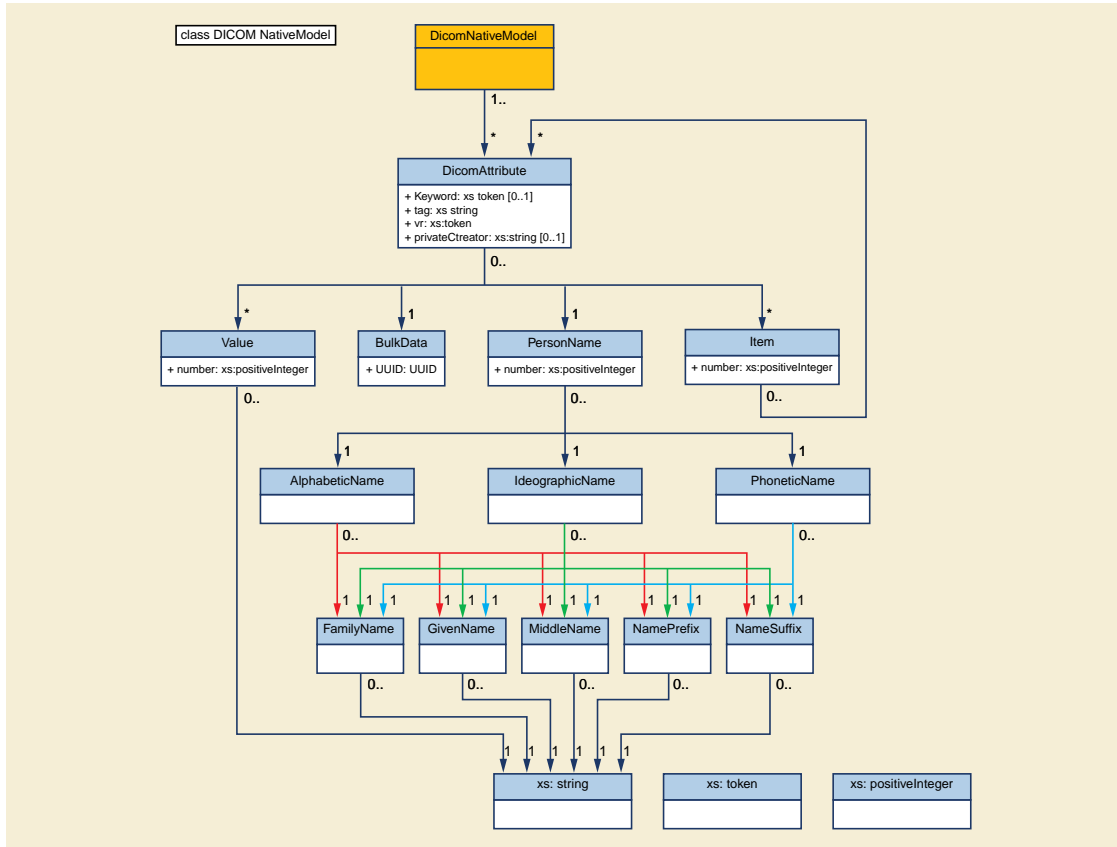 class DICOM NativeModel
DicomNativeModel
1..
* *
DicomAttribute
+ Keyword: xs token [0..1]
+ tag: xs string
+ vr: xs:token
+ privateCtreator: xs:string [0..1]
0..
* 1 1 *
Value BulkData PersonName Item
+ number: xs:positiveInteger + UUID: UUID + number: xs:positiveInteger + number: xs:positiveInteger
0.. 0.. 0..
1 1 1
AlphabeticName IdeographicName PhoneticName
0.. 0.. 0..
1 1 1 1 1 1 1 1 1 1 1 1 1 1 1
FamilyName GivenName MiddleName NamePrefix NameSuffix
0.. 0.. 0.. 0.. 0..
1 1 1 1 1 1
xs: string xs: token xs: positiveInteger